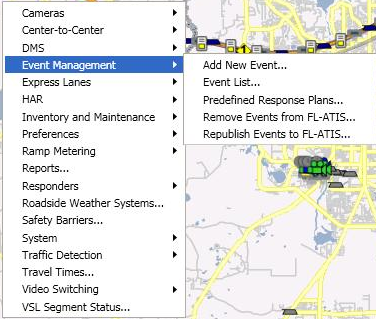 Cameras
Center-to-Center
DMS
Event Management
Express Lanes
HAR
Inventory and Maintenance
Preferences
Ramp Metering
Reports...
Responders
Roadside Weather Systems...
Safety Barriers...
System
Traffic Detection
Travel Times...
Video Switching
VSL Segment Status...
Add New Event...
Event List...
Predefined Response Plans...
Remove Events from FL-ATIS...
Republish Events to FL-ATIS...